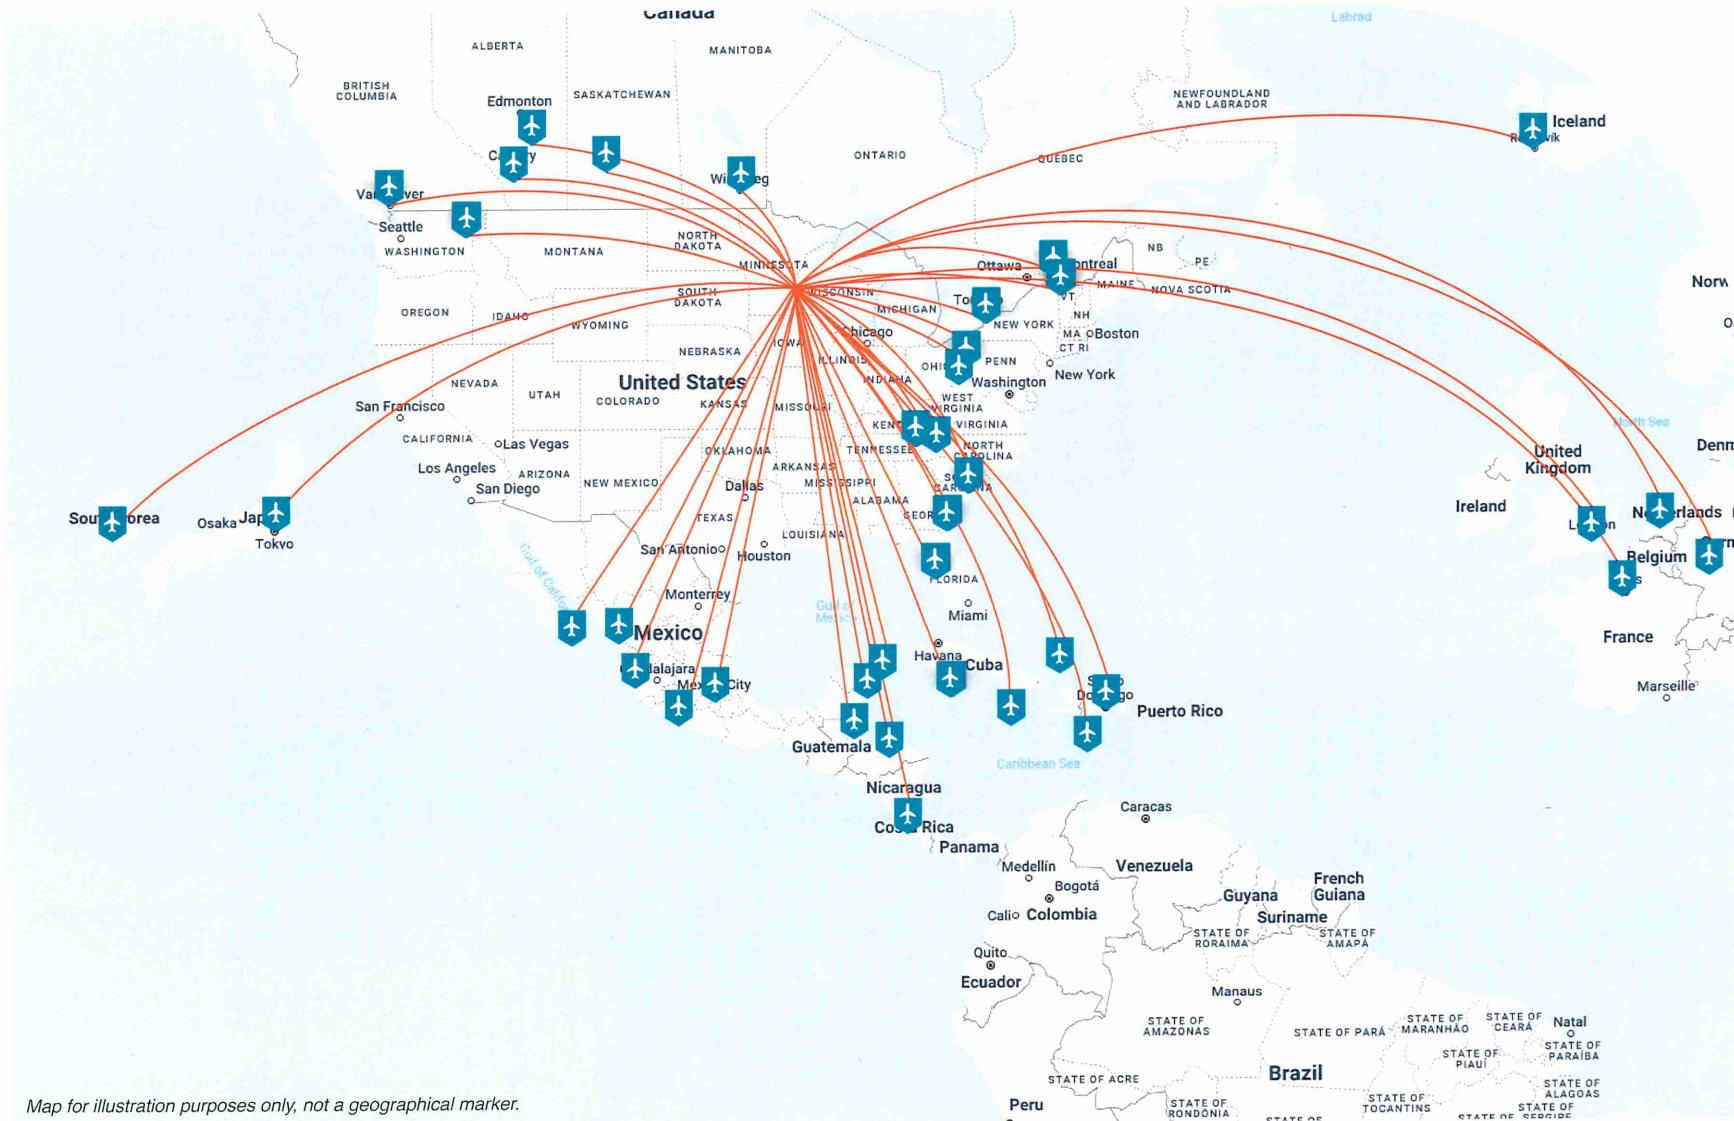 Canada
Labrad
ALBERTA
MANITOBA
BRITISH
COLUMBIA
SASKATCHEWAN
NEWFOUNDLAND
AND LABRADOR
Edmonton
Iceland
ONTARIO
QUEBEC
Seattle
WASHINGTON
MONTANA
NORTH
DAKOTA
MINNESOTA
Ottawa
NB
PE
MAINE
NOVA SCOTIA
VT
NH
MA
Boston
CT RI
New York
Norw
OREGON
IDAHO
SOUTH
DAKOTA
WISCONSIN
MICHIGAN
NEW YORK
WYOMING
Chicago
IOWA
NEBRASKA
ILLINOIS
INDIANA
PENN
Washington
United States
NEVADA
UTAH
COLORADO
KANSAS
MISSOURI
WEST
VIRGINIA
VIRGINIA
San Francisco
CALIFORNIA
Las Vegas
OKLAHOMA
TENNESSEE
NORTH
CAROLINA
Los Angeles
ARIZONA
San Diego
NEW MEXICO
ARKANSAS
MISSISSIPPI
Dallas
ALABAMA
TEXAS
LOUISIANA
San Antonio
Houston
FLORIDA
Miami
Osaka
Tokyo
North Sea
United
Kingdom
Denm
Ireland
Belgium
France
Marseille
Monterrey
Mexico
Gulf of
Havana
Cuba
Puerto Rico
Guatemala
Caribbean Sea
Nicaragua
Panama
Caracas
Medellín
Venezuela
Bogotá
Cali
Colombia
Guyana
French
Guiana
Suriname
STATE OF
RORAIMA
STATE OF
AMAPÁ
Quito
Ecuador
Manaus
STATE OF
AMAZONAS
STATE OF PARÁ
STATE OF
MARANHÃO
STATE OF
CEARÁ
Natal
STATE OF
PARAÍBA
STATE OF
PIAUÍ
STATE OF ACRE
Brazil
STATE OF
ALAGOAS
Peru
STATE OF
RONDÔNIA
STATE OF
TOCANTINS
STATE OF
SERGIPE
Map for illustration purposes only, not a geographical marker.